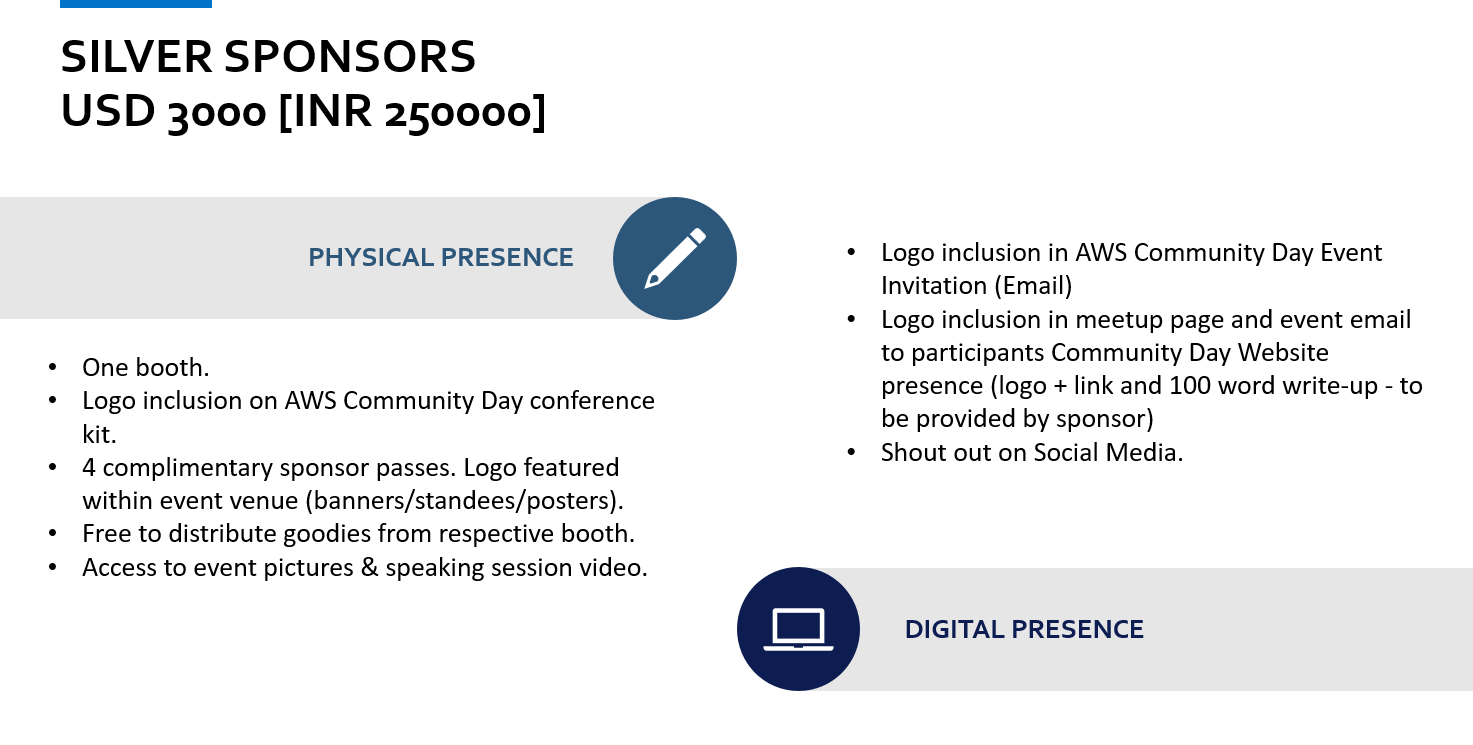 SILVER SPONSORS
USD 3000 [INR 250000]
PHYSICAL PRESENCE
• One booth.
• Logo inclusion on AWS Community Day conference
kit.
• 4 complimentary sponsor passes. Logo featured
within event venue (banners/standees/posters).
• Free to distribute goodies from respective booth.
• Access to event pictures & speaking session video.
• Logo inclusion in AWS Community Day Event
Invitation (Email)
• Logo inclusion in meetup page and event email
to participants Community Day Website
presence (logo + link and 100 word write-up - to
be provided by sponsor)
• Shout out on Social Media.
DIGITAL PRESENCE